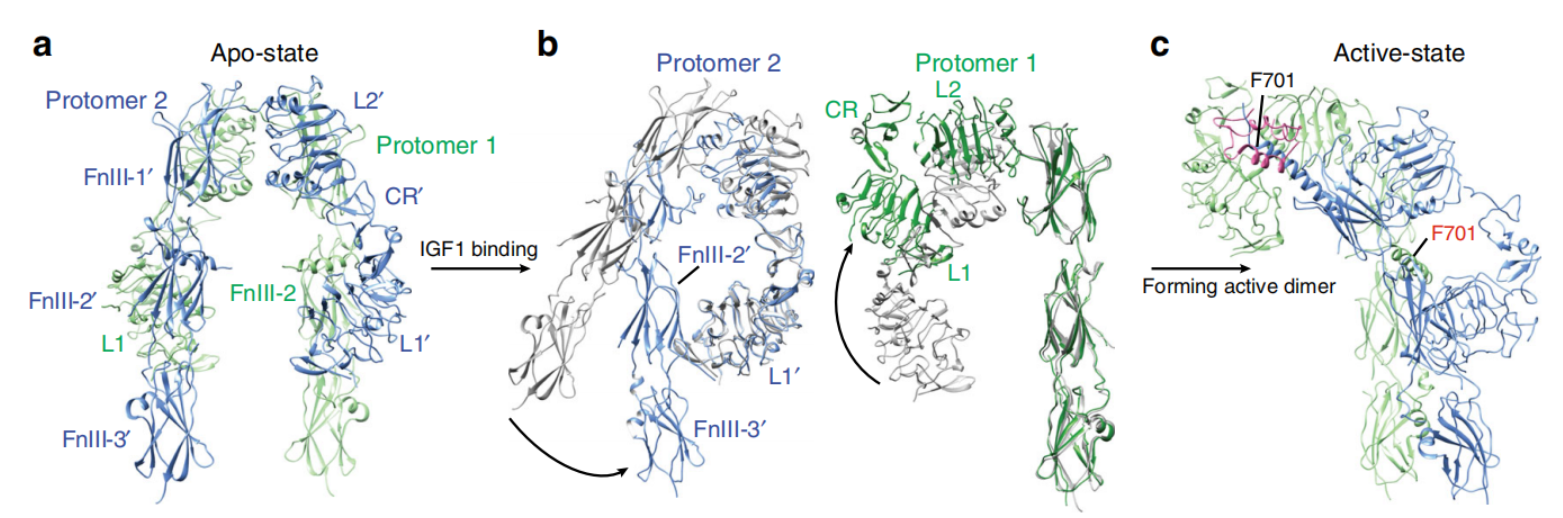 a
Apo-state
Protomer 2
L2′
Protomer 1
FnIII-1′
CR′
FnIII-2′
FnIII-2
L1
L1′
FnIII-3′
IGF1 binding
b
Protomer 2
FnIII-2′
L1′
FnIII-3′
Protomer 1
L2
CR
L1
c
Active-state
F701
F701
Forming active dimer